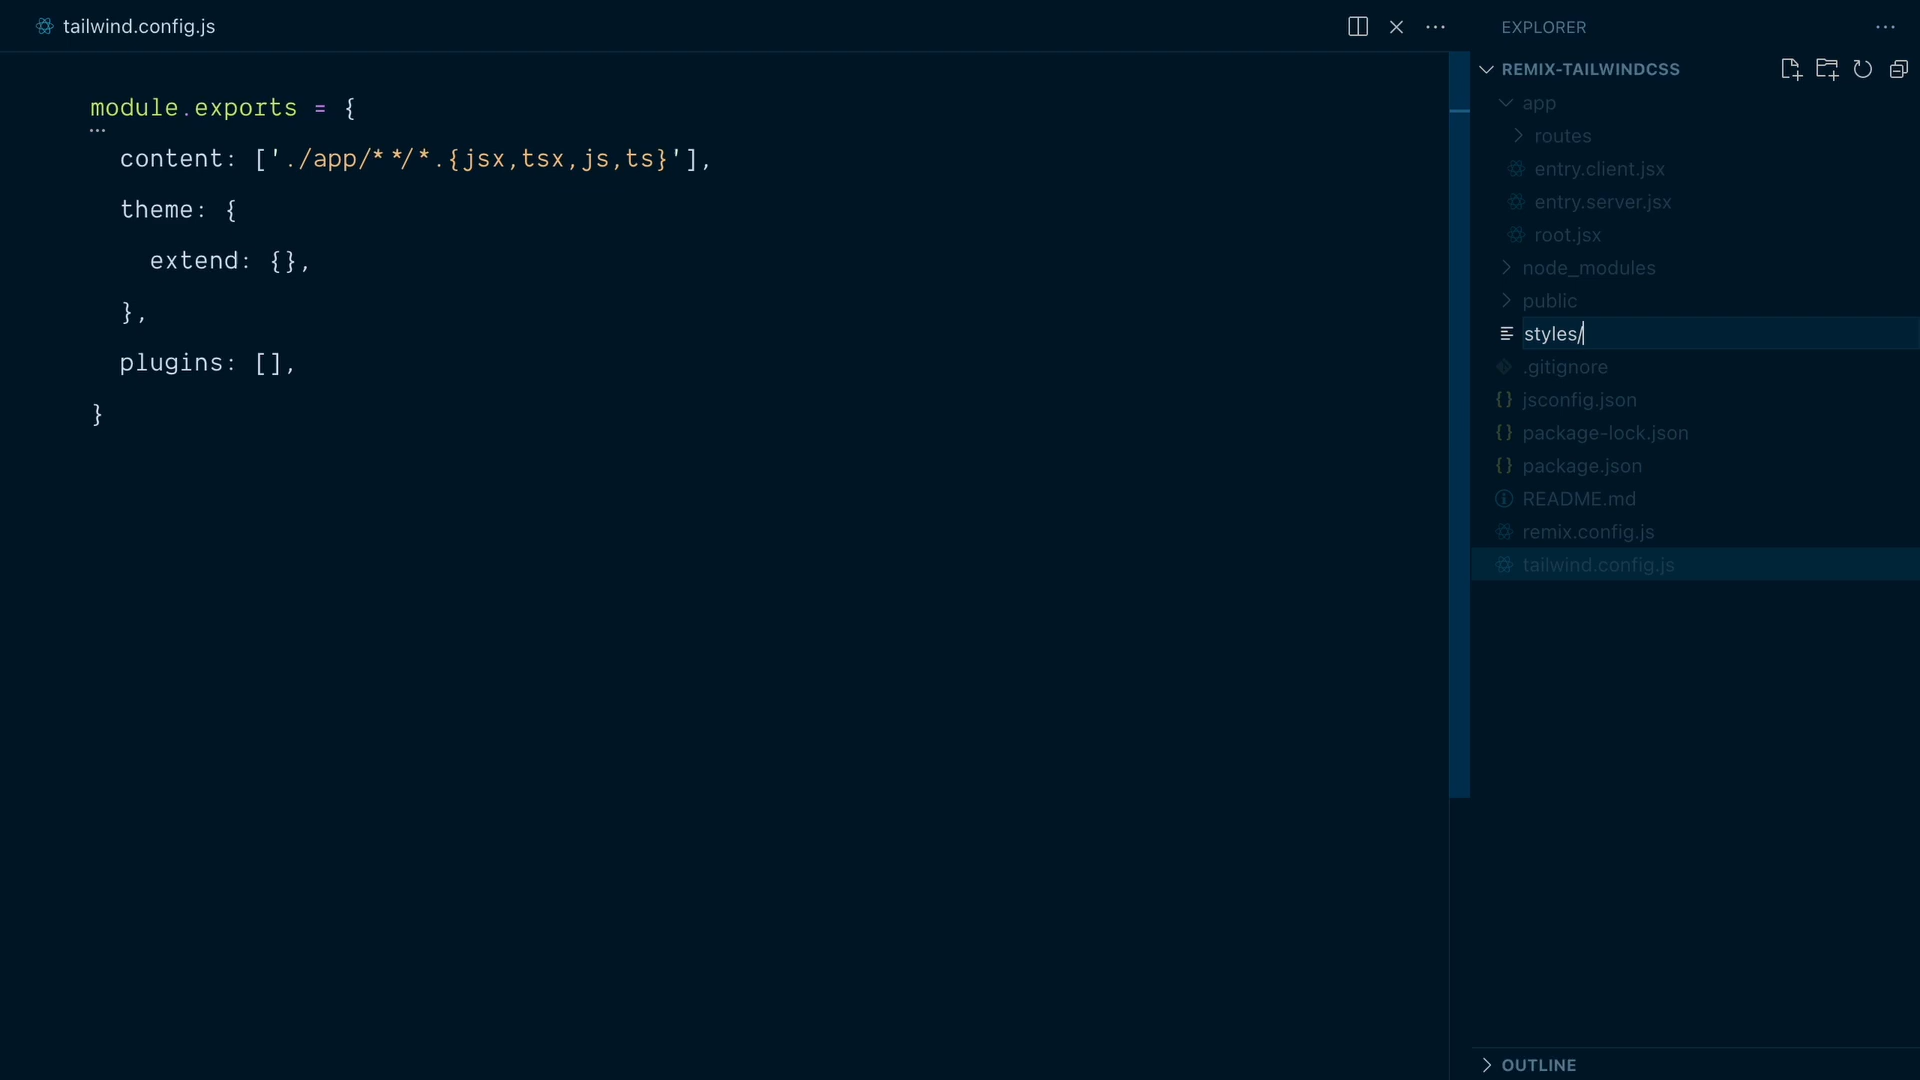 tailwind.config.js
module.exports = {
content: ['./app/**/*.{jsx,tsx,js,ts}'],
theme: {
extend: {},
},
plugins: [],
}
EXPLORER
REMIX-TAILWINDCSS
app
routes
entry.client.jsx
entry.server.jsx
root.jsx
node_modules
public
styles/
.gitignore
jsconfig.json
package-lock.json
package.json
README.md
remix.config.js
tailwind.config.js
OUTLINE